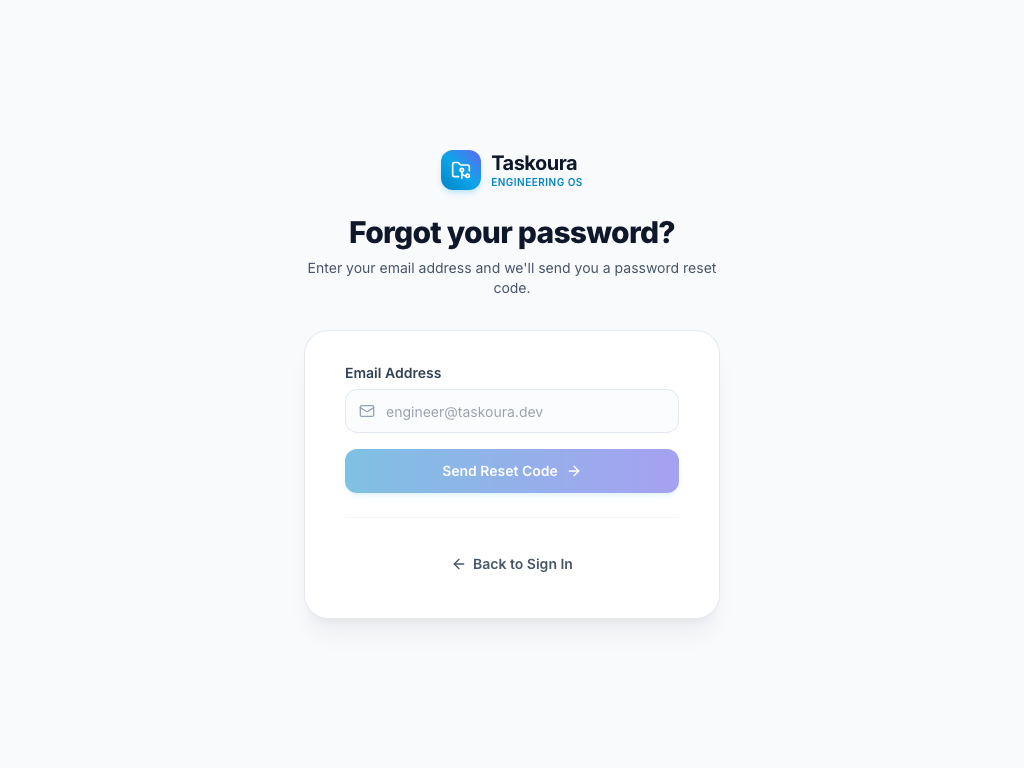 Taskoura
ENGINEERING OS
Forgot your password?
Enter your email address and we'll send you a password reset
code.
Email Address
engineer@taskoura.dev
Send Reset Code
Back to Sign In